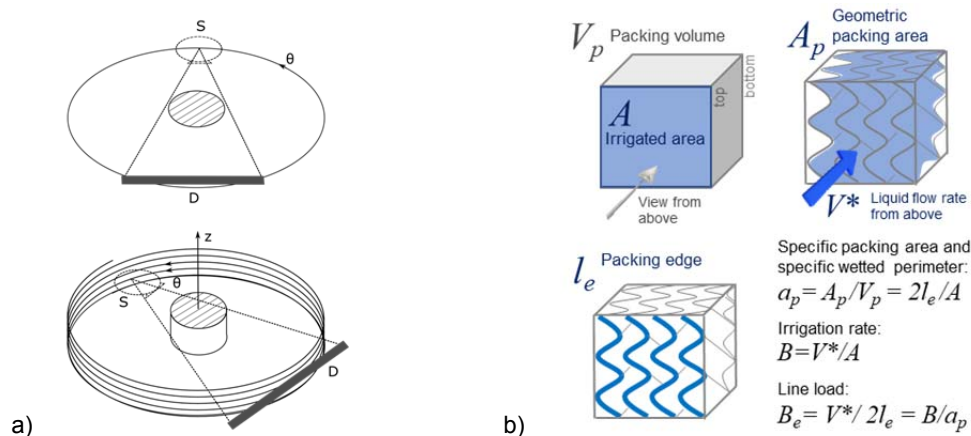 S
θ
D
z
S
θ
D
a)
V_p Packing volume
top
bottom
A
Irrigated area
View from
above
A_p Geometric
packing area
V* Liquid flow rate
from above
l_e Packing edge
Specific packing area and
specific wetted perimeter:
a_p = A_p/V_p = 2l_e/A
Irrigation rate:
B=V*/A
Line load:
B_e = V*/ 2l_e = B/a_p
b)